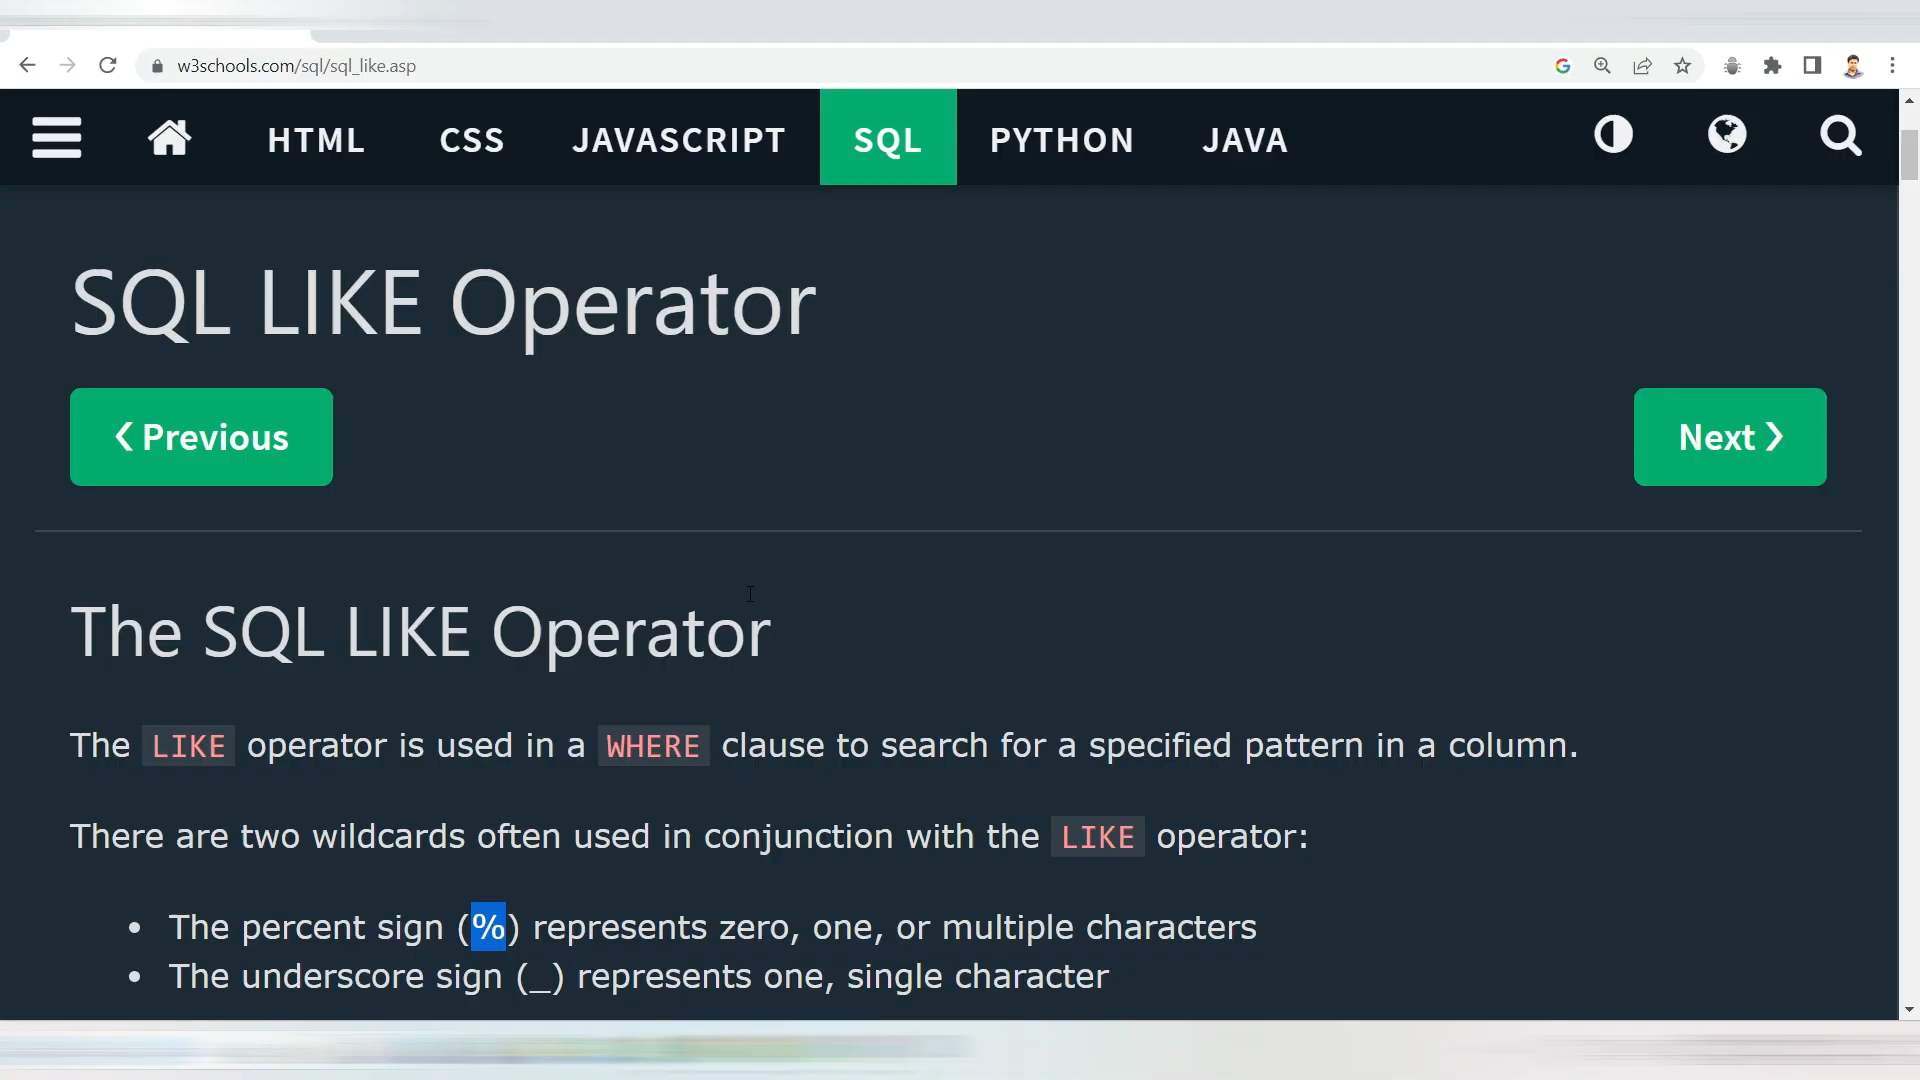 w3schools.com/sql/sql_like.asp
HTML CSS JAVASCRIPT SQL PYTHON JAVA
SQL LIKE Operator
❮ Previous Next ❯
The SQL LIKE Operator
The LIKE operator is used in a WHERE clause to search for a specified pattern in a column.
There are two wildcards often used in conjunction with the LIKE operator:
• The percent sign (%) represents zero, one, or multiple characters
• The underscore sign (_) represents one, single character